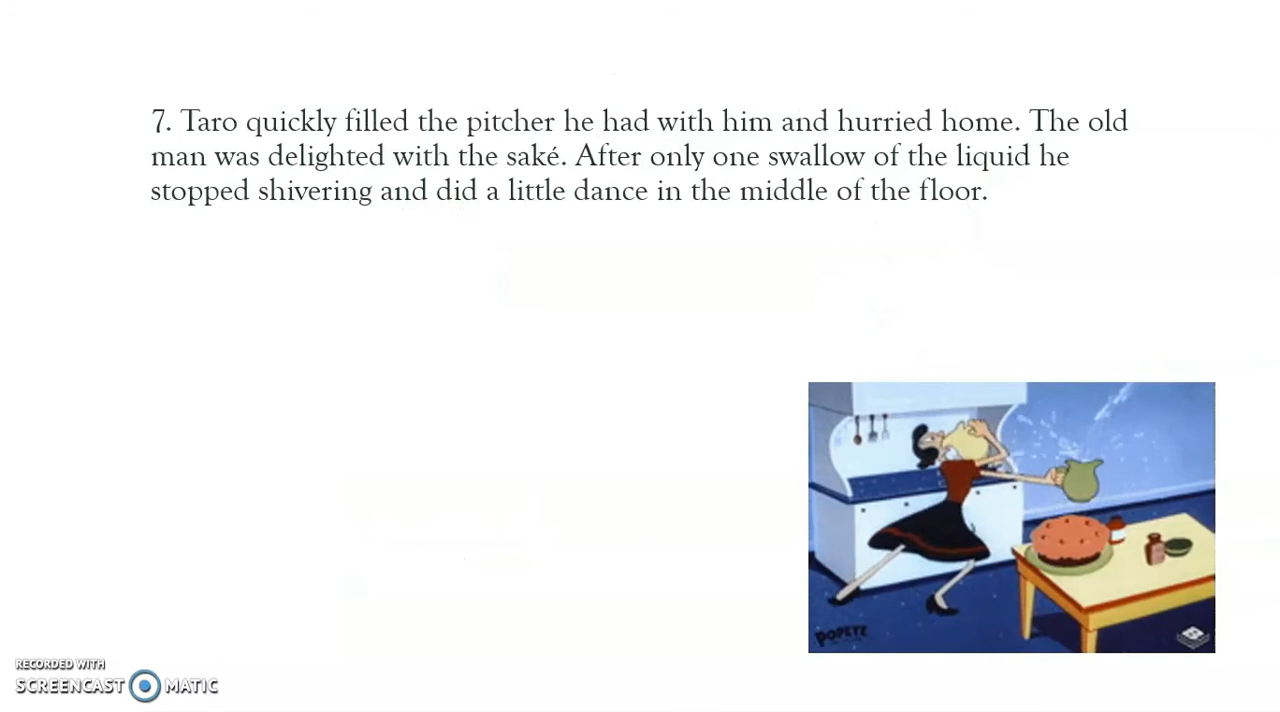 7. Taro quickly filled the pitcher he had with him and hurried home. The old
man was delighted with the saké. After only one swallow of the liquid he
stopped shivering and did a little dance in the middle of the floor.
POPEYE
RECORDED WITH
SCREENCAST MATIC